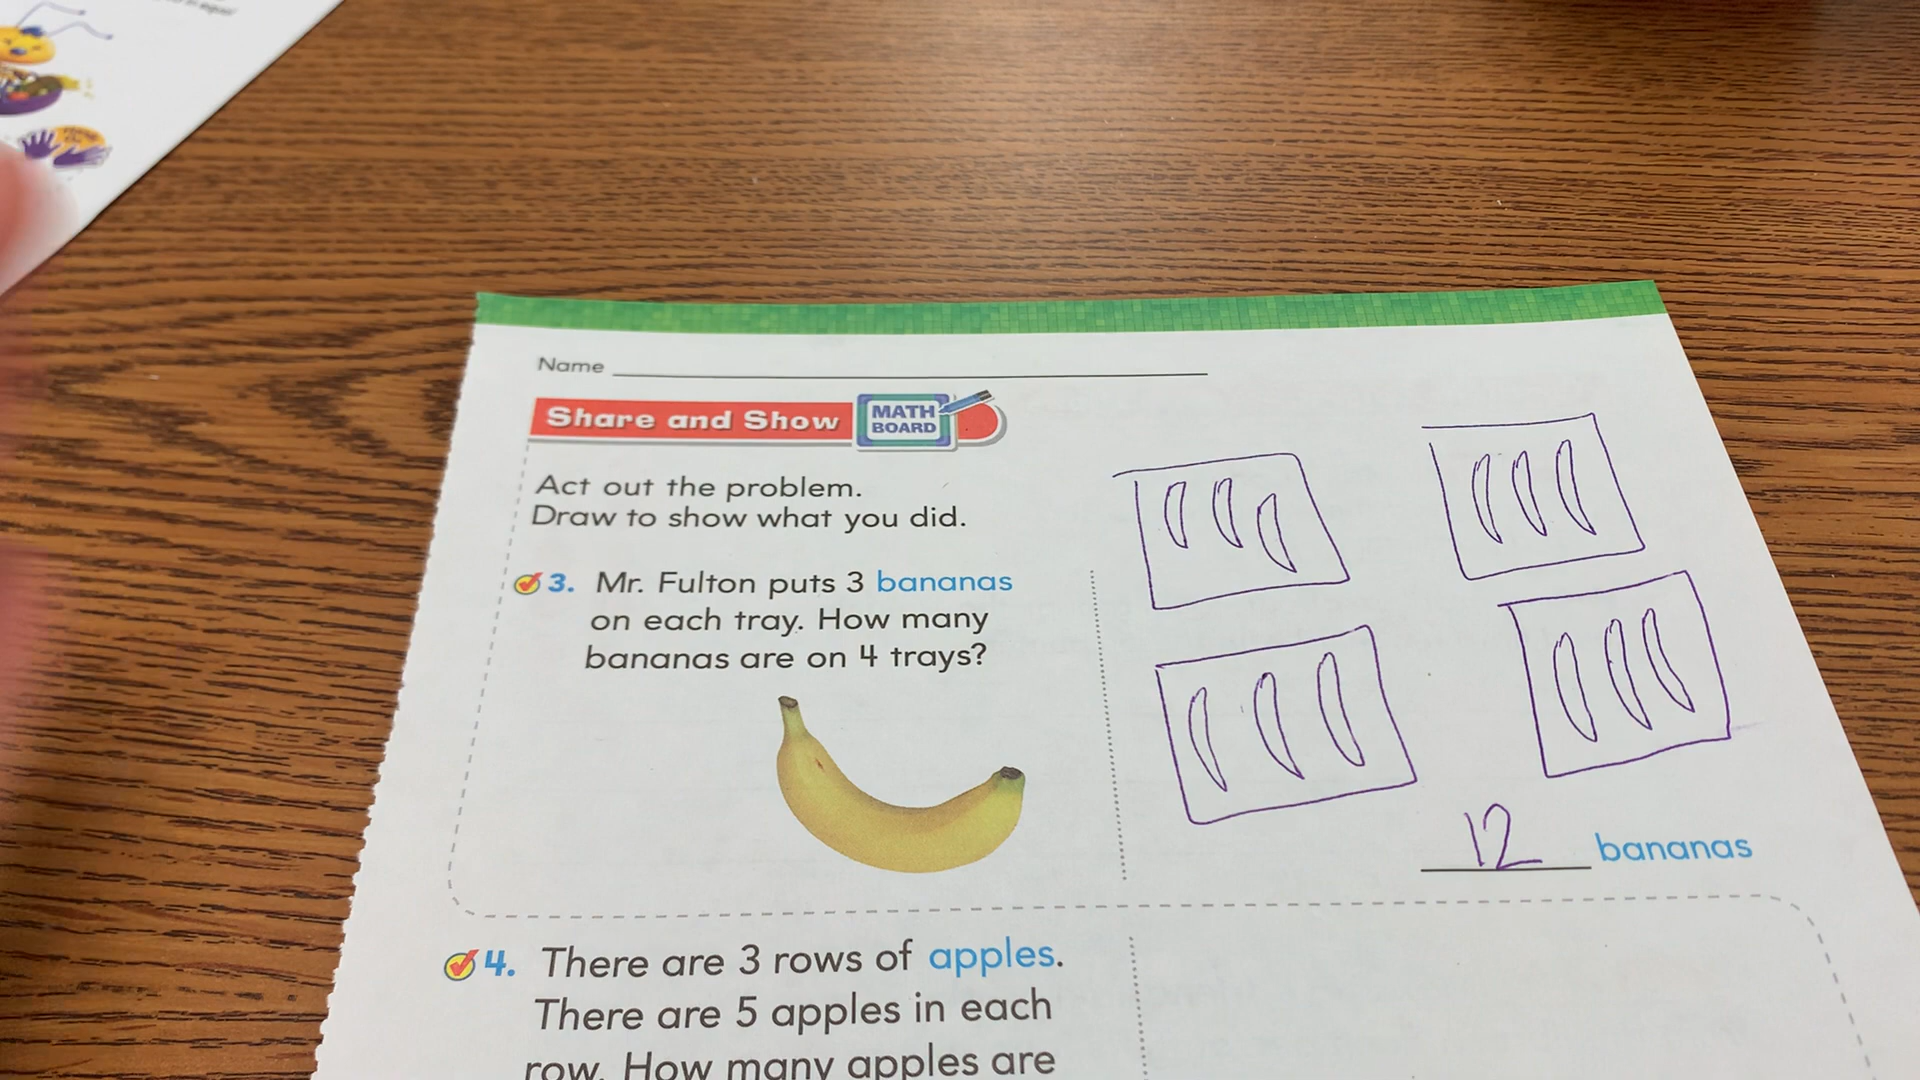 Name
Share and Show
MATH
BOARD
Act out the problem.
Draw to show what you did.
3. Mr. Fulton puts 3 bananas
on each tray. How many
bananas are on 4 trays?
12 bananas
4. There are 3 rows of apples.
There are 5 apples in each
row. How many apples are